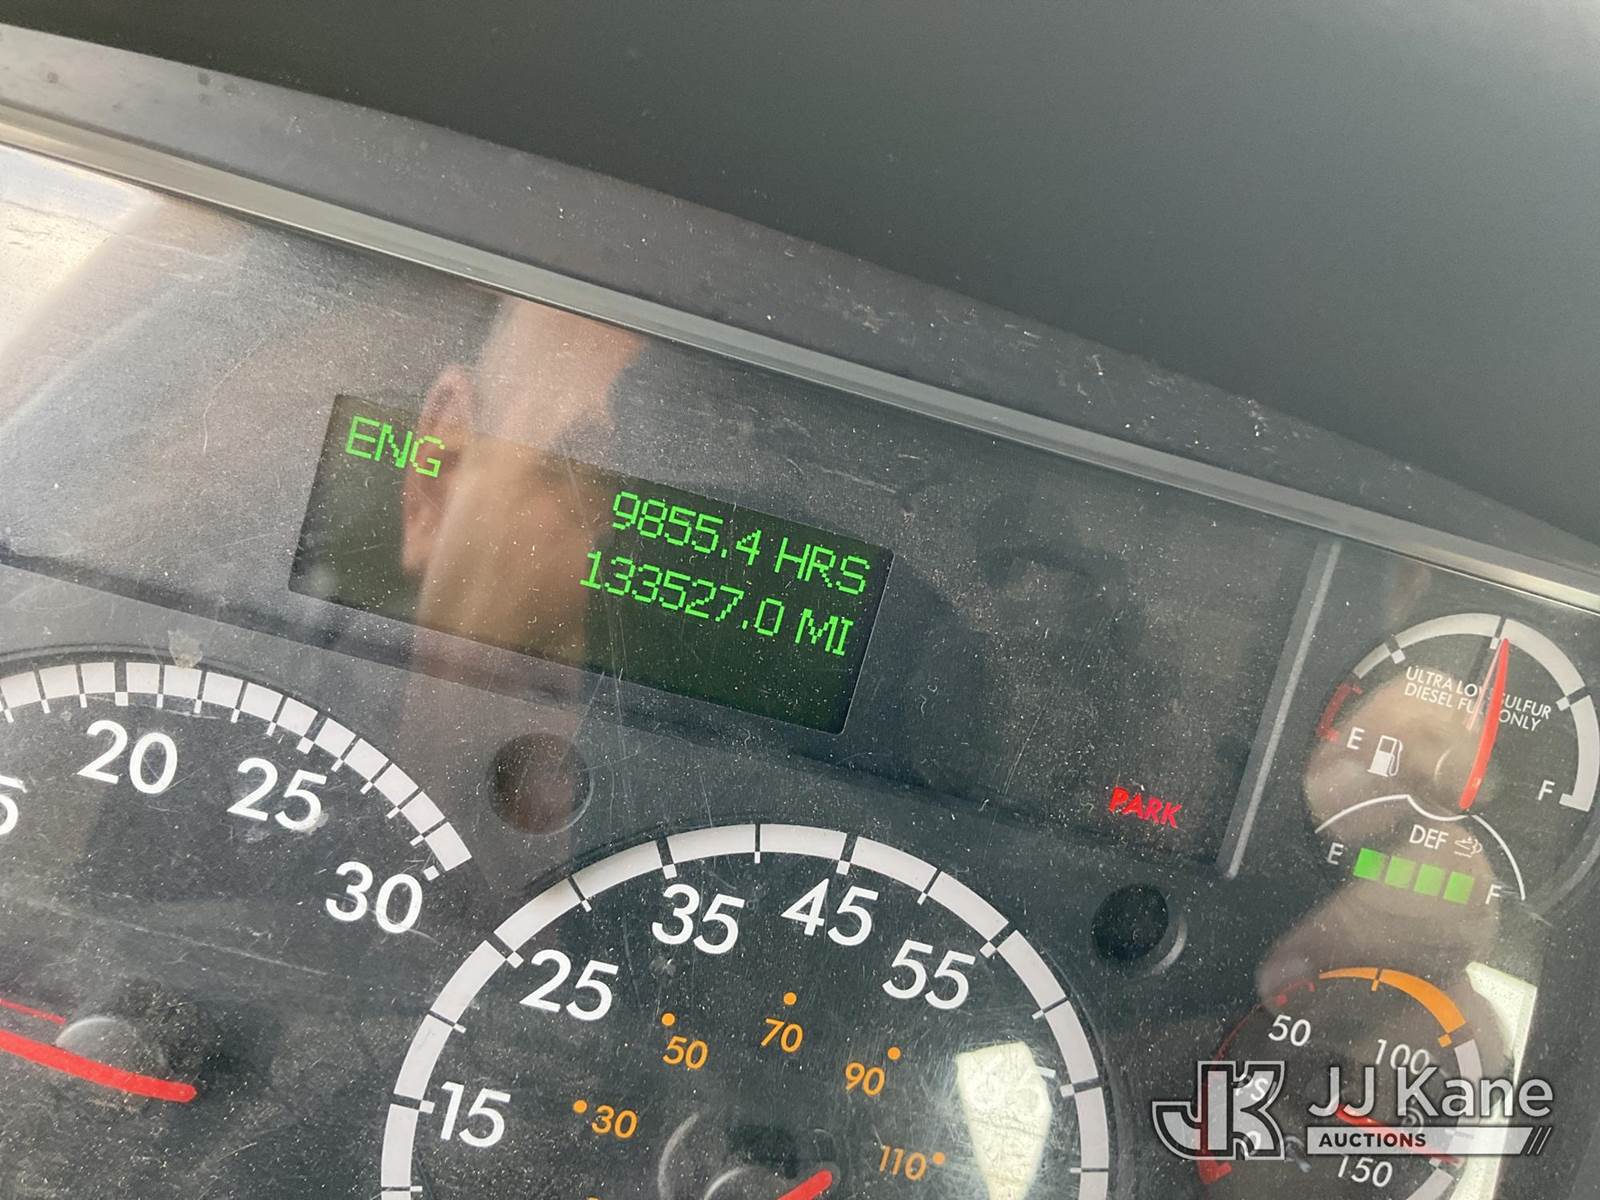 ENG
9855.4 HRS
133527.0 MI
ULTRA LOW SULFUR
DIESEL FUEL ONLY
E
F
PARK
DEF
E F
20
25
30
15
25
35
45
55
30
50
70
90
110
50
100
150
JJ Kane
AUCTIONS